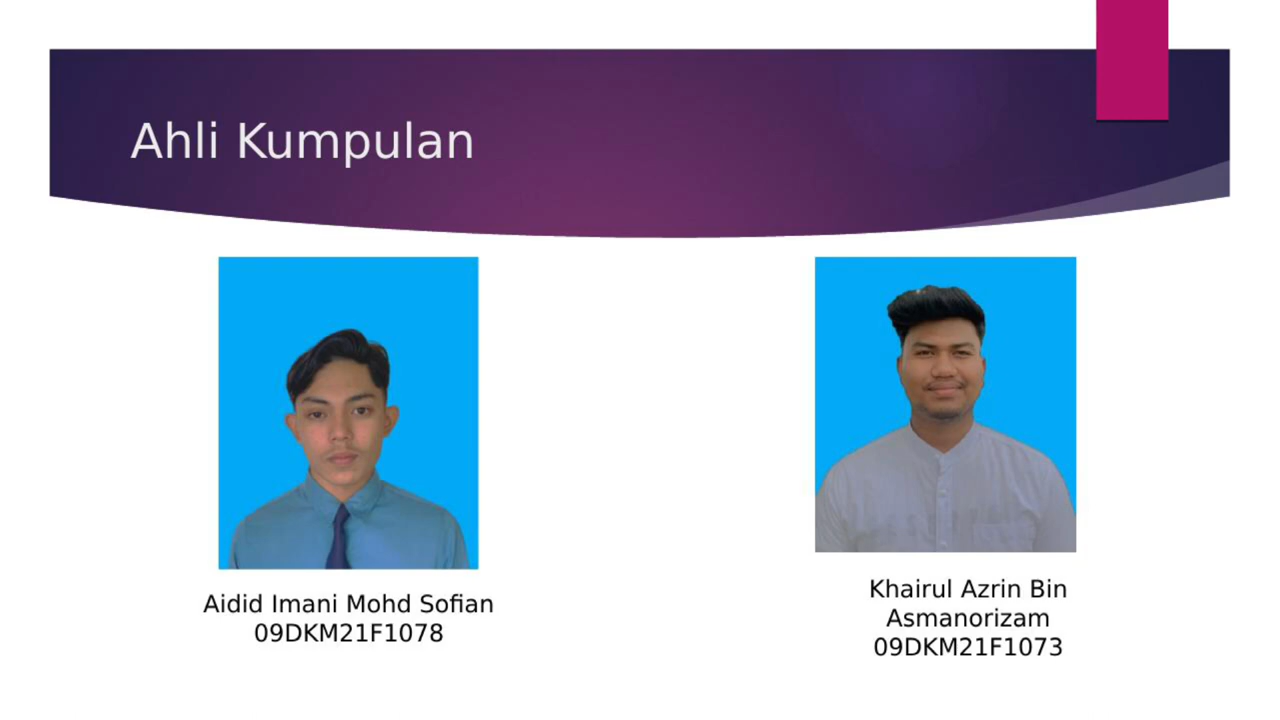 Ahli Kumpulan
Aidid Imani Mohd Sofian
09DKM21F1078
Khairul Azrin Bin
Asmanorizam
09DKM21F1073